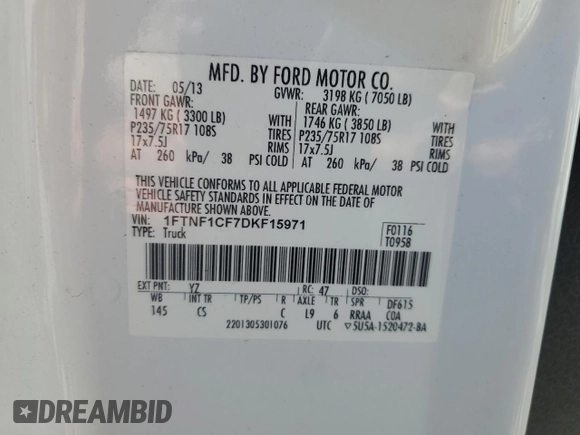 MFD. BY FORD MOTOR CO.
DATE: 05/13 GVWR: 3198 KG ( 7050 LB)
FRONT GAWR: REAR GAWR:
1497 KG ( 3300 LB) WITH 1746 KG ( 3850 LB) WITH
P235/75R17 108S TIRES P235/75R17 108S TIRES
17x7.5J RIMS 17x7.5J RIMS
AT 260 kPa/ 38 PSI COLD AT 260 kPa/ 38 PSI COLD
THIS VEHICLE CONFORMS TO ALL APPLICABLE FEDERAL MOTOR
VEHICLE SAFETY STANDARDS IN EFFECT ON THE DATE OF
MANUFACTURE SHOWN ABOVE.
VIN: 1FTNF1CF7DKF15971 F0116
TYPE: Truck T0958
EXT PNT: YZ RC: 47 DSO:
WB INT TR TP/PS R AXLE TR SPR DF615
145 CS C L9 6 RRAA COA
2201305301076 UTC ▽5U5A-1520472-BA
DREAMBID